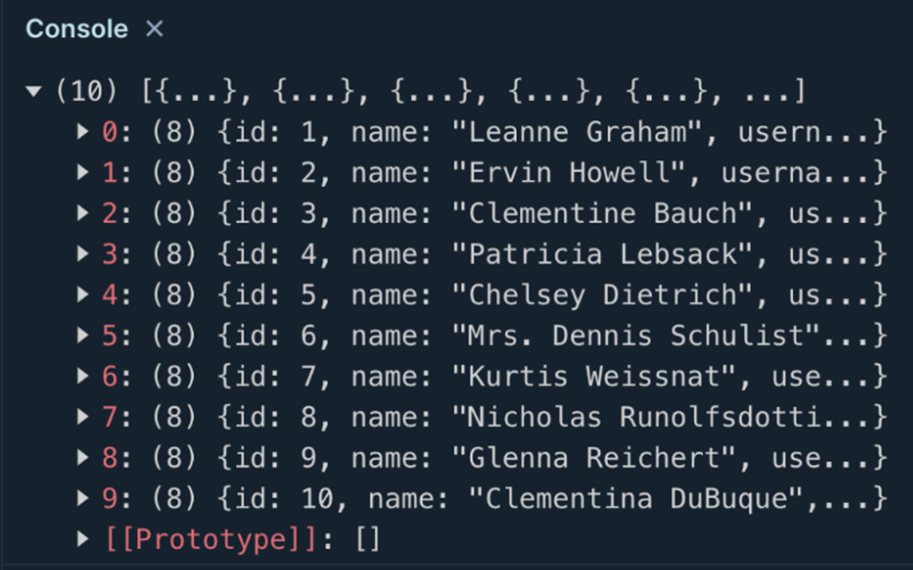 Console ×
▼ (10) [{...}, {...}, {...}, {...}, {...}, ...]
▶ 0: (8) {id: 1, name: "Leanne Graham", usern...}
▶ 1: (8) {id: 2, name: "Ervin Howell", userna...}
▶ 2: (8) {id: 3, name: "Clementine Bauch", us...}
▶ 3: (8) {id: 4, name: "Patricia Lebsack", us...}
▶ 4: (8) {id: 5, name: "Chelsey Dietrich", us...}
▶ 5: (8) {id: 6, name: "Mrs. Dennis Schulist"...}
▶ 6: (8) {id: 7, name: "Kurtis Weissnat", use...}
▶ 7: (8) {id: 8, name: "Nicholas Runolfsdotti...}
▶ 8: (8) {id: 9, name: "Glenna Reichert", use...}
▶ 9: (8) {id: 10, name: "Clementina DuBuque",...}
▶ [[Prototype]]: []